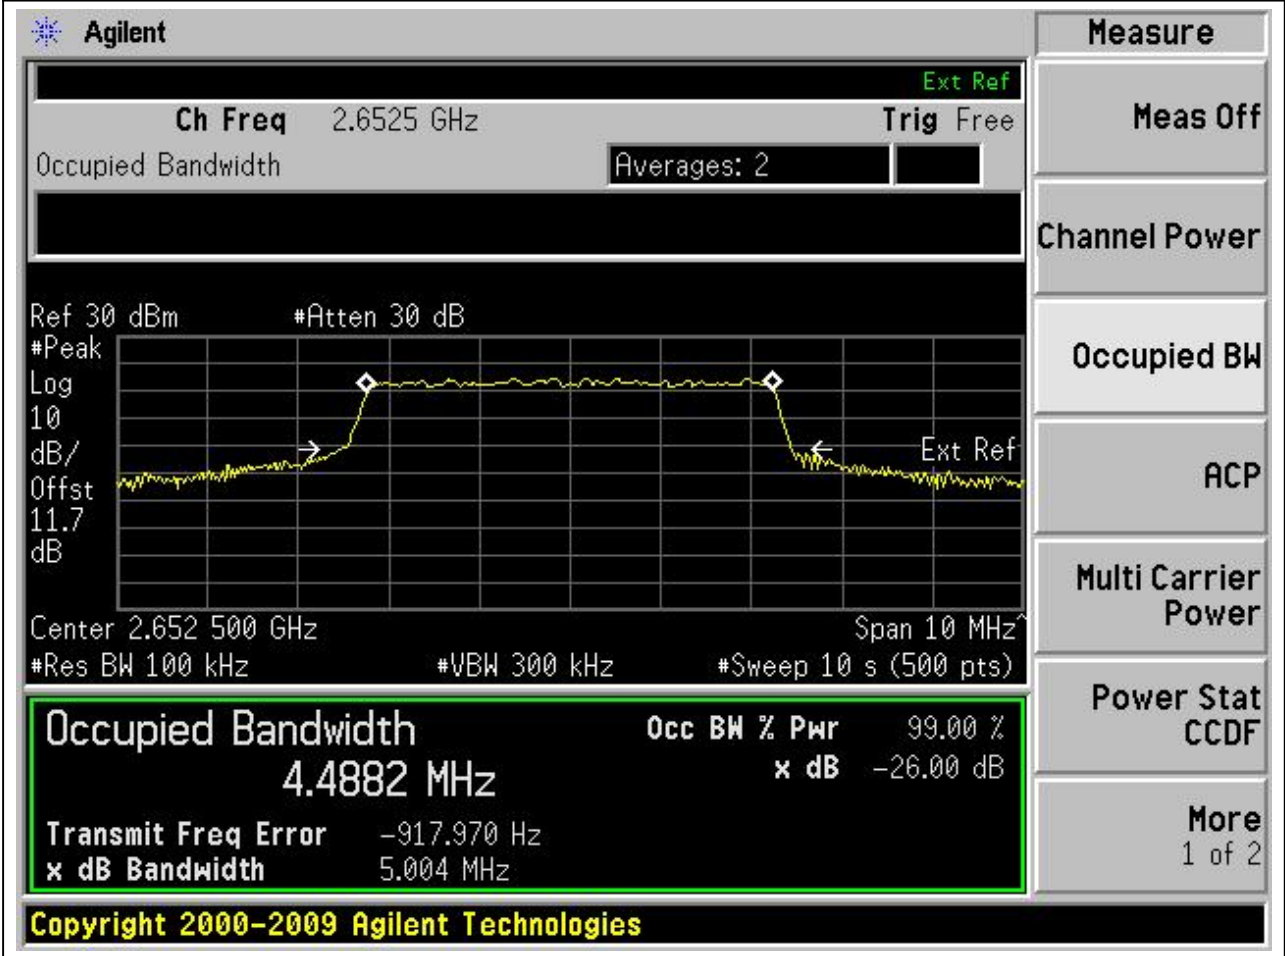 Agilent
Measure
Ext Ref
Ch Freq 2.6525 GHz Trig Free
Occupied Bandwidth Averages: 2
Meas Off
Channel Power
Occupied BW
ACP
Multi Carrier
Power
Power Stat
CCDF
More
1 of 2
Ref 30 dBm #Atten 30 dB
#Peak
Log
10
dB/
Offst
11.7
dB
Ext Ref
Center 2.652 500 GHz Span 10 MHz^
#Res BW 100 kHz #VBW 300 kHz #Sweep 10 s (500 pts)
Occupied Bandwidth Occ BW % Pwr 99.00 %
4.4882 MHz x dB -26.00 dB
Transmit Freq Error -917.970 Hz
x dB Bandwidth 5.004 MHz
Copyright 2000-2009 Agilent Technologies